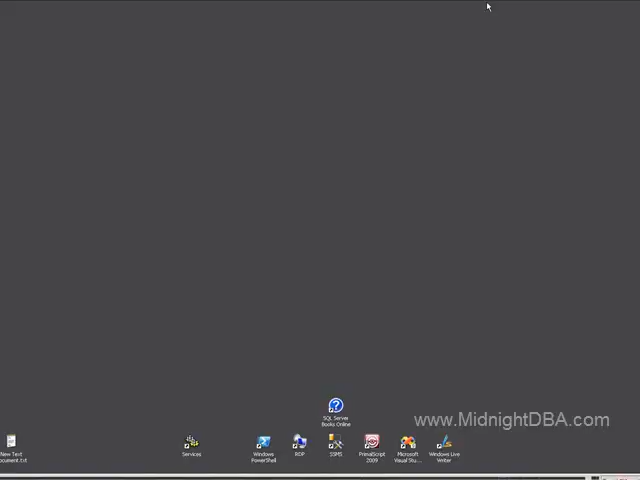 SQL Server
Books Online
www.MidnightDBA.com
New Text
ocument.txt
Services
Windows
PowerShell
RDP
SSMS
PrimalScript
2009
Microsoft
Visual Stu...
Windows Live
Writer